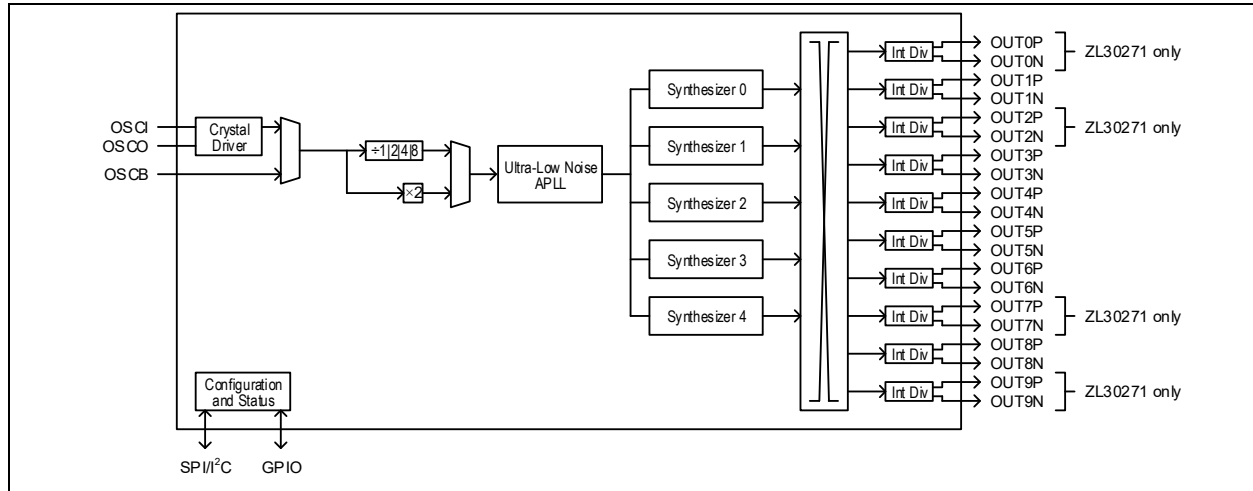 OSCI
OSCO
OSCB
Crystal
Driver
÷1|2|4|8
×2
Ultra-Low Noise
APLL
Synthesizer 0
Synthesizer 1
Synthesizer 2
Synthesizer 3
Synthesizer 4
Int Div
Int Div
Int Div
Int Div
Int Div
Int Div
Int Div
Int Div
Int Div
Int Div
OUT0P
OUT0N
ZL30271 only
OUT1P
OUT1N
OUT2P
OUT2N
ZL30271 only
OUT3P
OUT3N
OUT4P
OUT4N
OUT5P
OUT5N
OUT6P
OUT6N
OUT7P
OUT7N
ZL30271 only
OUT8P
OUT8N
OUT9P
OUT9N
ZL30271 only
Configuration
and Status
SPI/I²C
GPIO